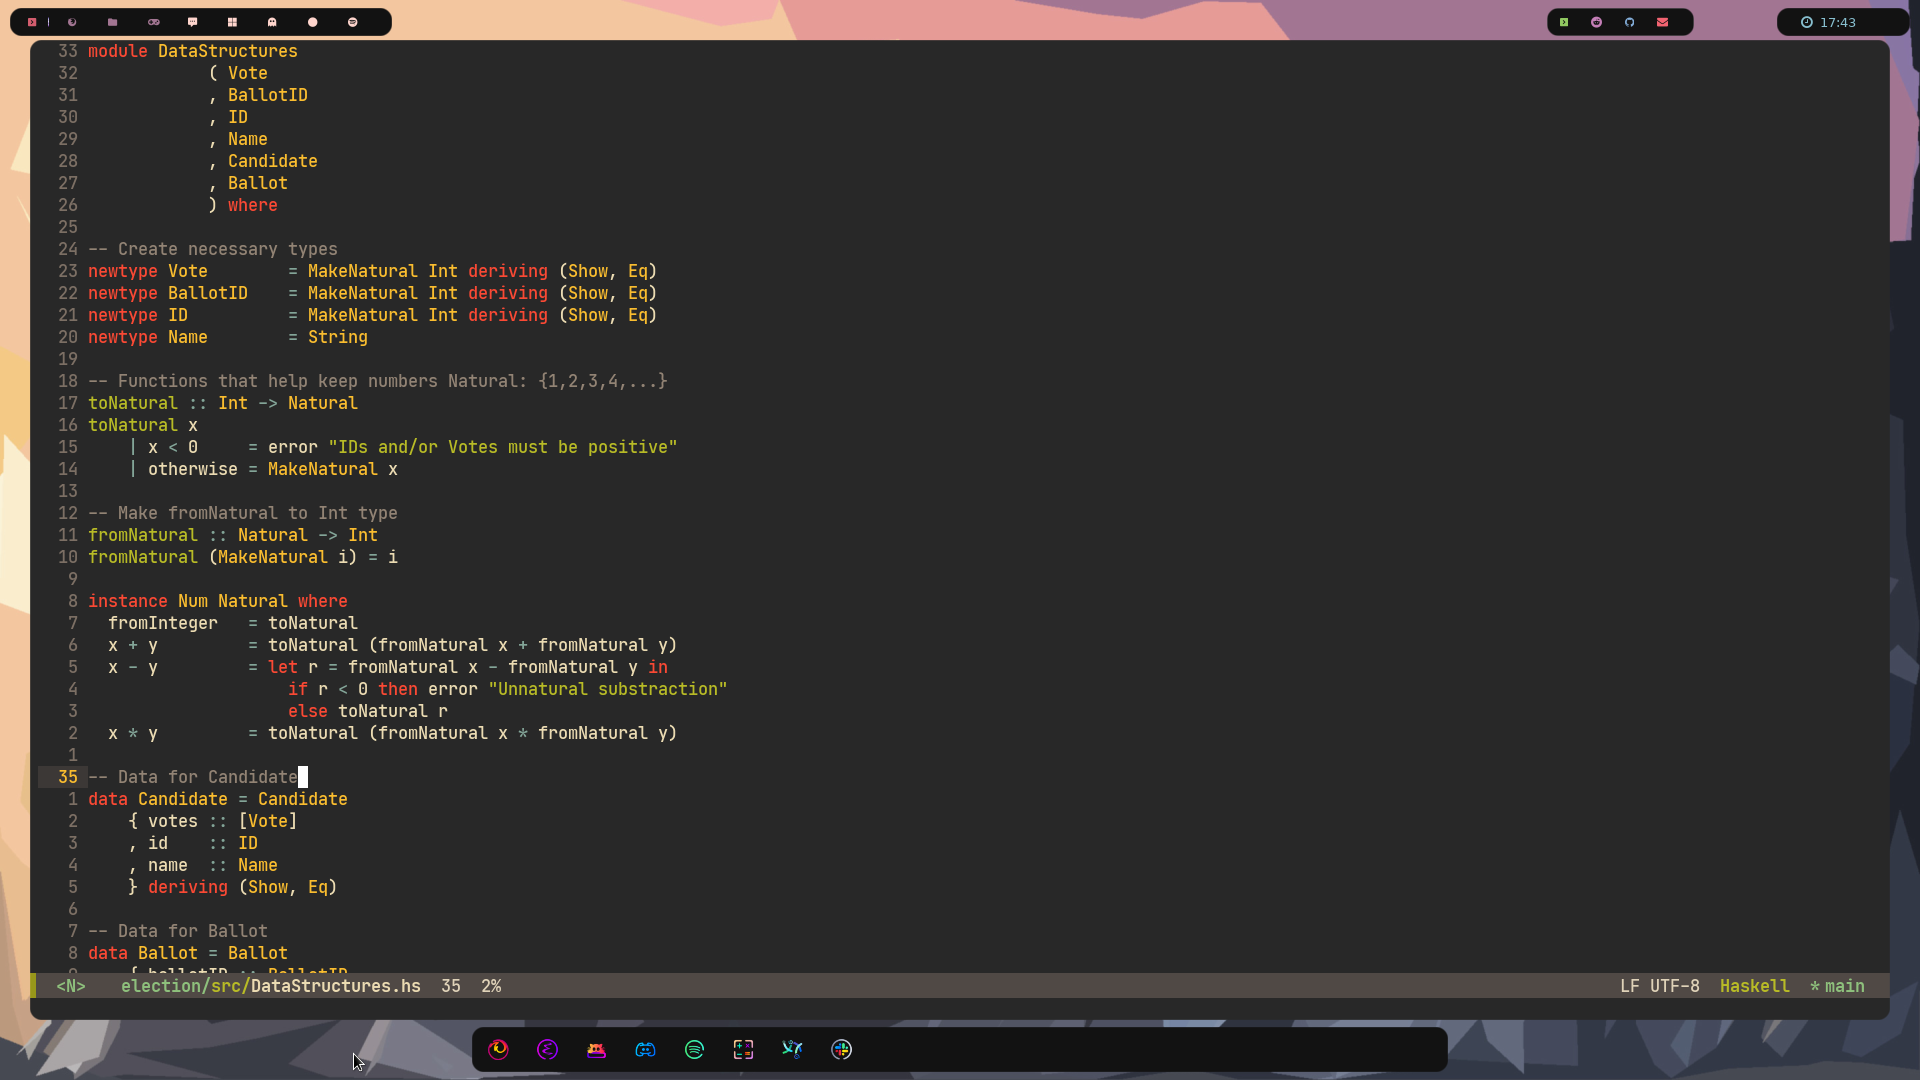 17:43
33 module DataStructures
32 ( Vote
31 , BallotID
30 , ID
29 , Name
28 , Candidate
27 , Ballot
26 ) where
25
24 -- Create necessary types
23 newtype Vote = MakeNatural Int deriving (Show, Eq)
22 newtype BallotID = MakeNatural Int deriving (Show, Eq)
21 newtype ID = MakeNatural Int deriving (Show, Eq)
20 newtype Name = String
19
18 -- Functions that help keep numbers Natural: {1,2,3,4,...}
17 toNatural :: Int -> Natural
16 toNatural x
15 | x < 0 = error "IDs and/or Votes must be positive"
14 | otherwise = MakeNatural x
13
12 -- Make fromNatural to Int type
11 fromNatural :: Natural -> Int
10 fromNatural (MakeNatural i) = i
9
8 instance Num Natural where
7 fromInteger = toNatural
6 x + y = toNatural (fromNatural x + fromNatural y)
5 x - y = let r = fromNatural x - fromNatural y in
4 if r < 0 then error "Unnatural substraction"
3 else toNatural r
2 x * y = toNatural (fromNatural x * fromNatural y)
1
35 -- Data for Candidate
1 data Candidate = Candidate
2 { votes :: [Vote]
3 , id :: ID
4 , name :: Name
5 } deriving (Show, Eq)
6
7 -- Data for Ballot
8 data Ballot = Ballot
9 { ballotID :: BallotID
<N> election/src/DataStructures.hs 35 2% LF UTF-8 Haskell * main